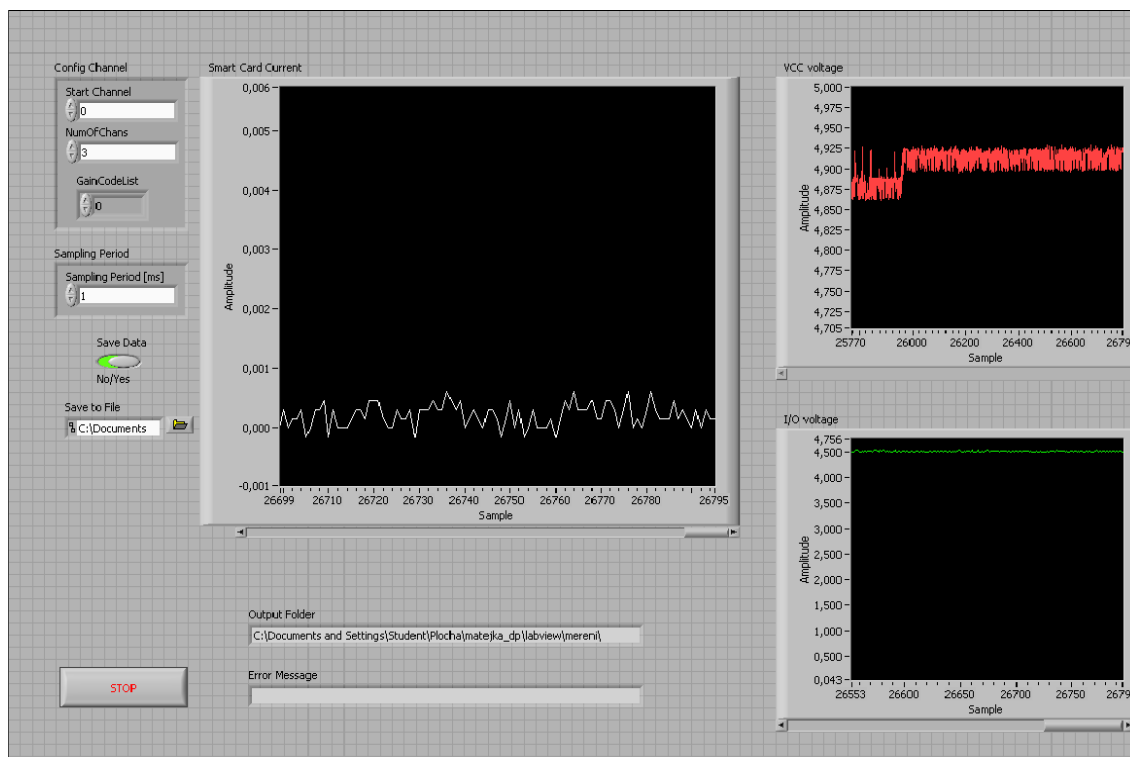 Config Channel
Start Channel
0
NumOfChans
3
GainCodeList
0
Sampling Period
Sampling Period [ms]
1
Save Data
No/Yes
Save to File
C:\Documents
STOP
Smart Card Current
0,006
0,005
0,004
0,003
0,002
0,001
0,000
-0,001
Amplitude
26699 26710 26720 26730 26740 26750 26760 26770 26780 26795
Sample
Output Folder
C:\Documents and Settings\Student\Plocha\matejka_dp\labview\mereni\
Error Message
VCC voltage
5,000
4,975
4,950
4,925
4,900
4,875
4,850
4,825
4,800
4,775
4,750
4,725
4,705
Amplitude
25770 26000 26200 26400 26600 2679
Sample
I/O voltage
4,756
4,500
4,000
3,500
3,000
2,500
2,000
1,500
1,000
0,500
0,043
Amplitude
26553 26600 26650 26700 26750 2679
Sample